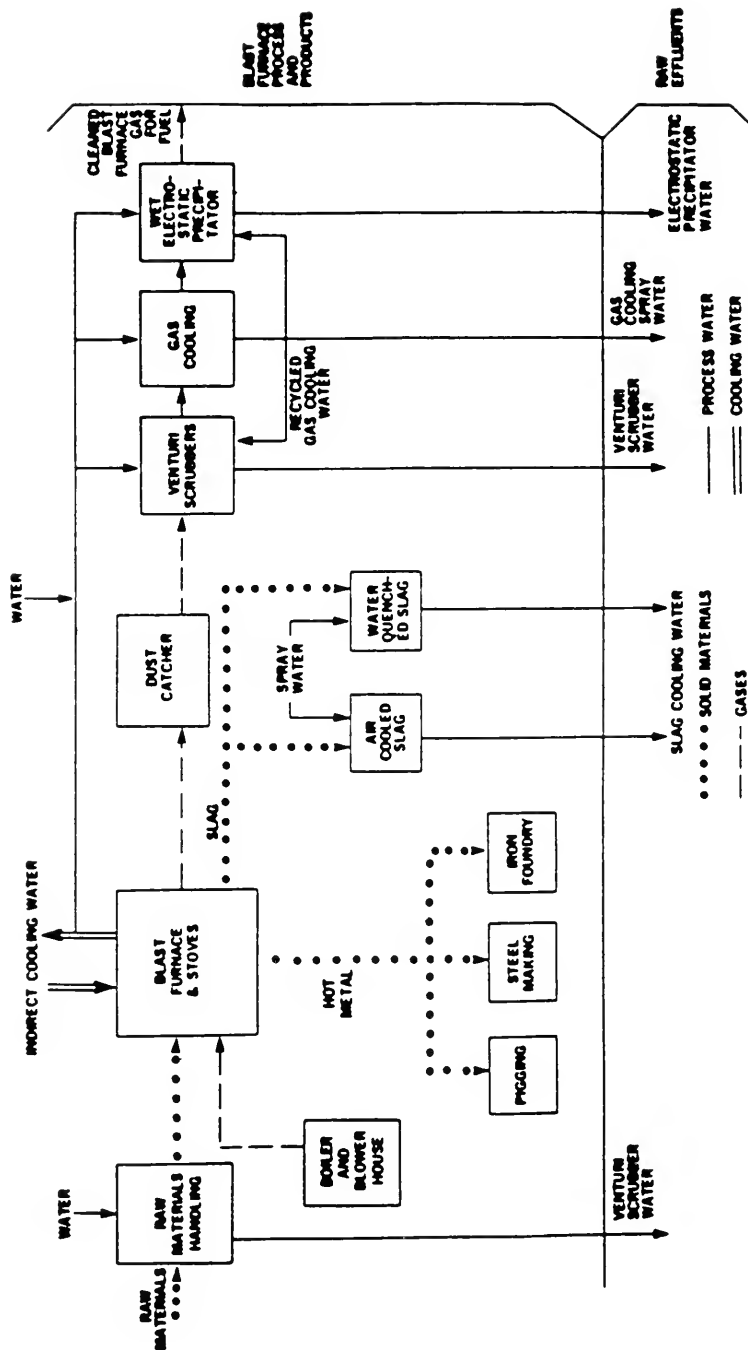 WATER
INDIRECT COOLING WATER
WATER
RAW
MATERIALS
RAW
MATERIALS
HANDLING
BLAST
FURNACE
& STOVES
DUST
CATCHER
VENTURI
SCRUBBERS
GAS
COOLING
WET
ELECTRO-
STATIC
PRECIPI-
TATOR
CLEANED
BLAST
FURNACE
GAS
FOR
FUEL
BLAST
FURNACE
PROCESS
AND
PRODUCTS
BOILER
AND
BLOWER
HOUSE
SLAG
SPRAY
WATER
RECYCLED
GAS COOLING
WATER
AIR
COOLED
SLAG
WATER
QUENCH-
ED SLAG
HOT
METAL
PIGGING
STEEL
MAKING
IRON
FOUNDRY
RAW
EFFLUENTS
VENTURI
SCRUBBER
WATER
SLAG COOLING WATER
VENTURI
SCRUBBER
WATER
GAS
COOLING
SPRAY
WATER
ELECTROSTATIC
PRECIPITATOR
WATER
SOLID MATERIALS
GASES
PROCESS WATER
COOLING WATER